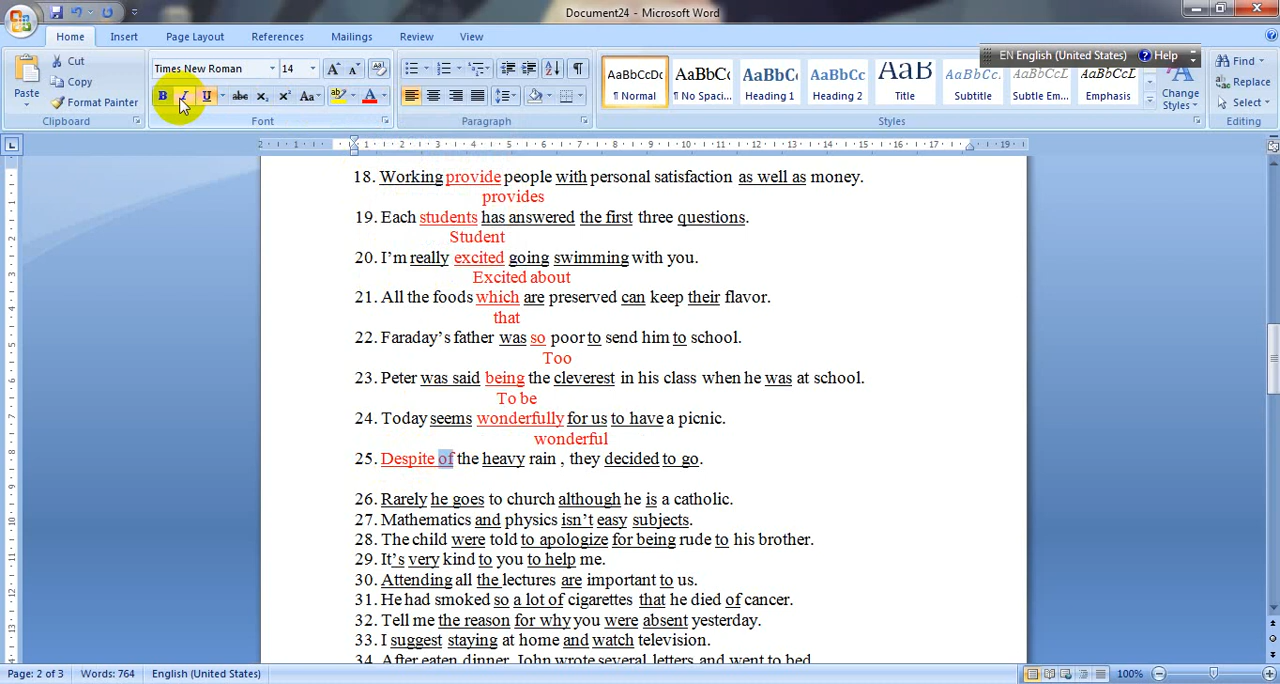 Document24 - Microsoft Word
Home Insert Page Layout References Mailings Review View
EN English (United States) Help
Cut
Copy
Format Painter
Paste
Clipboard
Times New Roman 14
B I U abc X₂ X² Aa A
Font
Paragraph
AaBbCcDc AaBbCc AaBbCc AaBbCc AaB AaBbCcL AaBbCcDc AaBbCcDc
¶ Normal ¶ No Spaci... Heading 1 Heading 2 Title Subtitle Subtle Em... Emphasis
Change Styles
Styles
Find
Replace
Select
Editing
18. Working provide people with personal satisfaction as well as money.
provides
19. Each students has answered the first three questions.
Student
20. I'm really excited going swimming with you.
Excited about
21. All the foods which are preserved can keep their flavor.
that
22. Faraday's father was so poor to send him to school.
Too
23. Peter was said being the cleverest in his class when he was at school.
To be
24. Today seems wonderfully for us to have a picnic.
wonderful
25. Despite of the heavy rain , they decided to go.
26. Rarely he goes to church although he is a catholic.
27. Mathematics and physics isn't easy subjects.
28. The child were told to apologize for being rude to his brother.
29. It's very kind to you to help me.
30. Attending all the lectures are important to us.
31. He had smoked so a lot of cigarettes that he died of cancer.
32. Tell me the reason for why you were absent yesterday.
33. I suggest staying at home and watch television.
34. After eaten dinner, John wrote several letters and went to bed.
Page: 2 of 3 Words: 764 English (United States) 100%